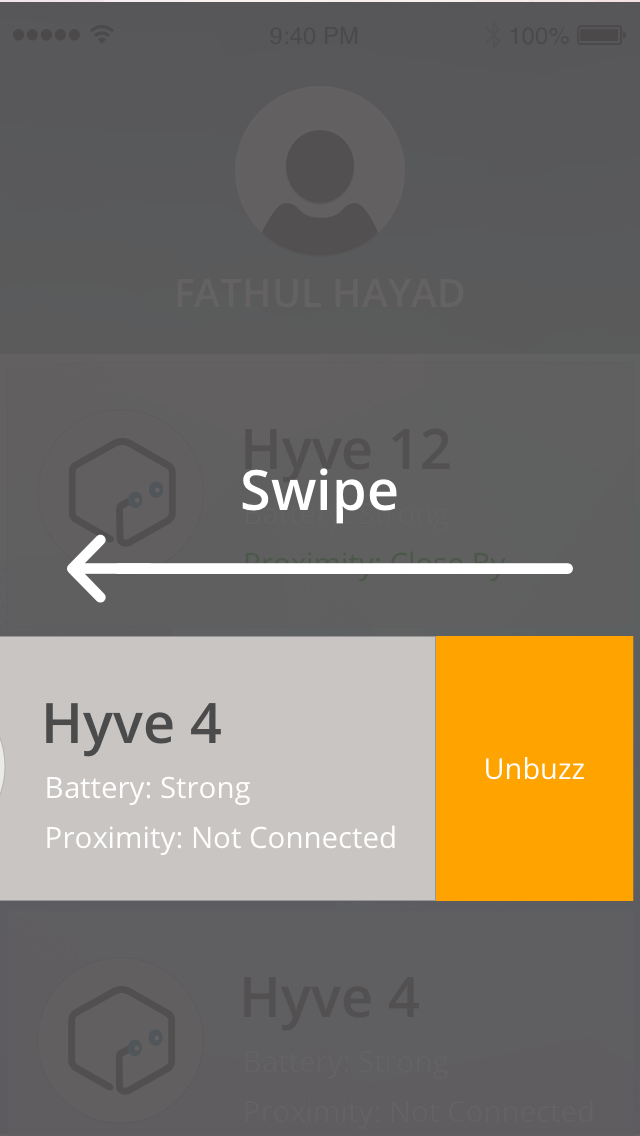 9:40 PM
100%
FATHUL HAYAD
Hyve 12
Swipe
Battery: Strong
Proximity: Close By
Hyve 4
Battery: Strong
Proximity: Not Connected
Unbuzz
Hyve 4
Battery: Strong
Proximity: Not Connected